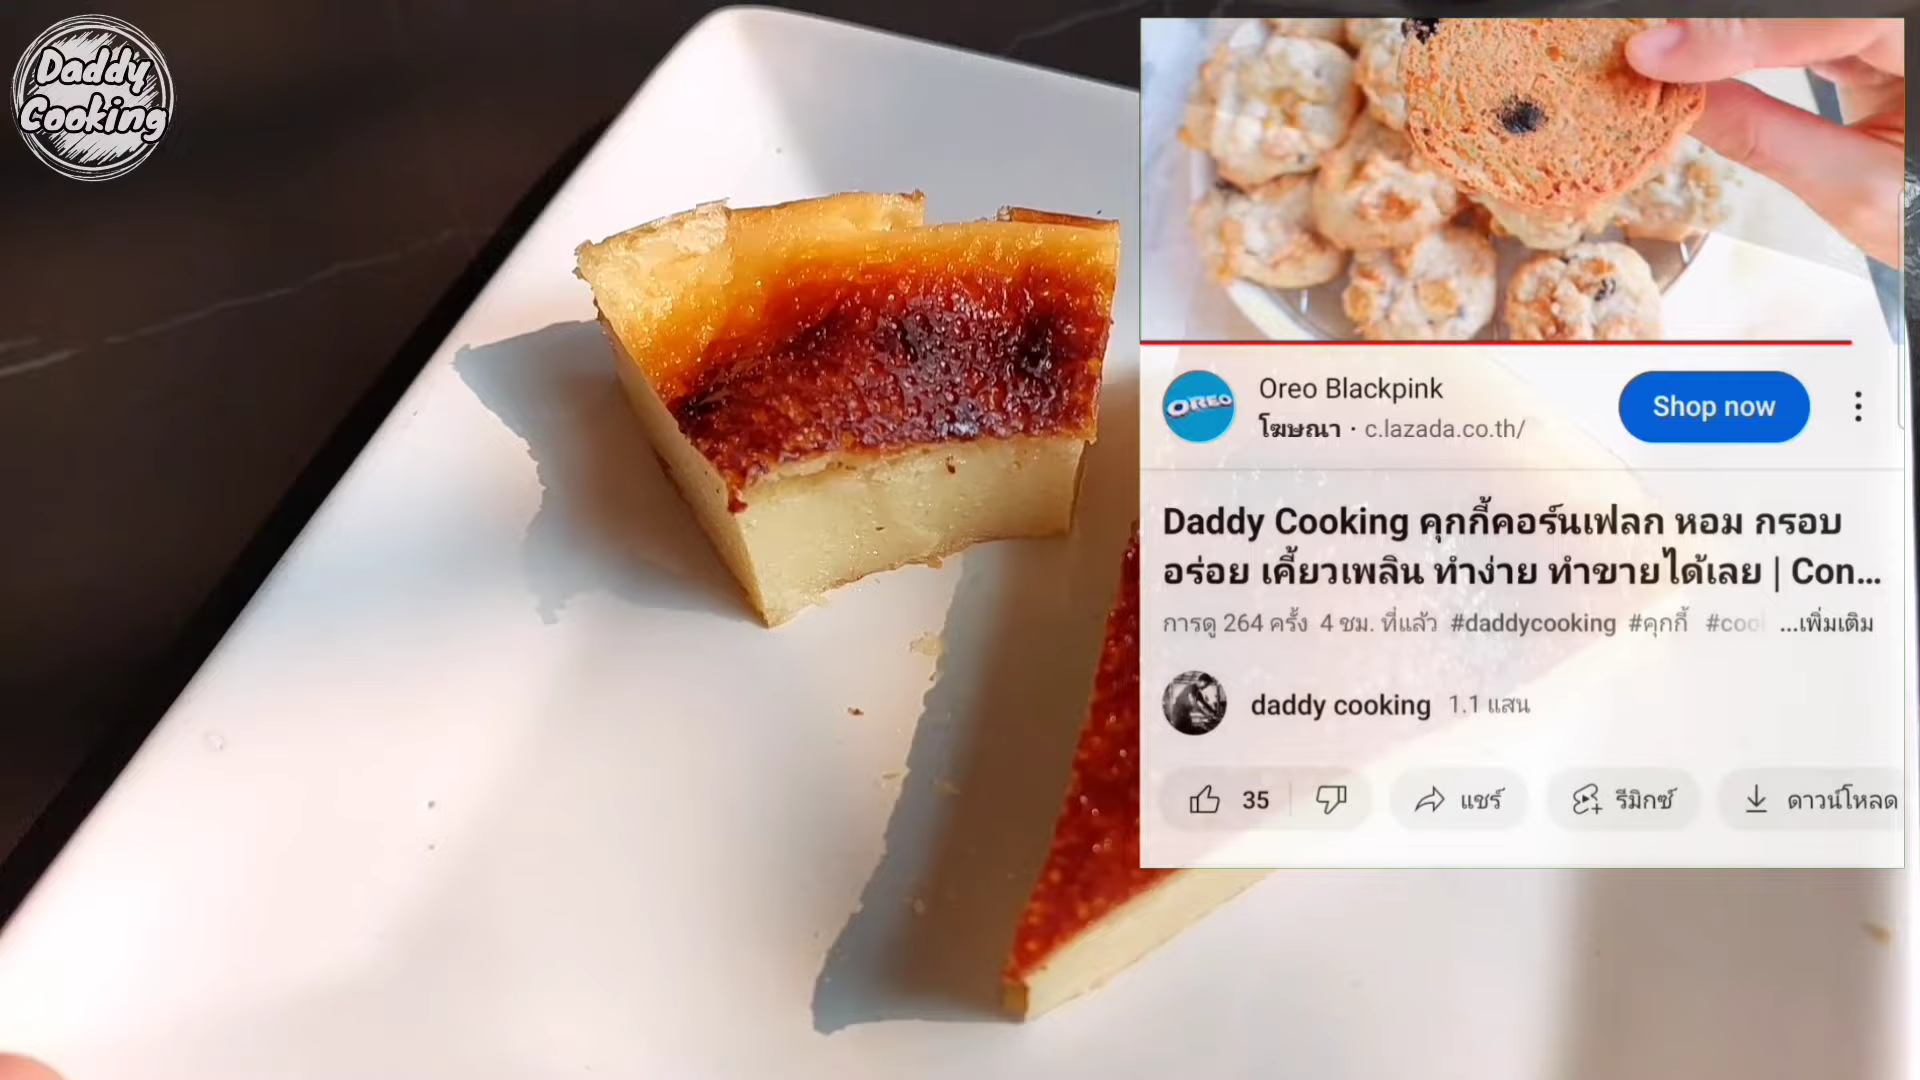 Daddy
Cooking
OREO
Oreo Blackpink
โฆษณา · c.lazada.co.th/
Shop now
Daddy Cooking คุกกี้คอร์นเฟลก หอม กรอบ
อร่อย เคี้ยวเพลิน ทำง่าย ทำขายได้เลย | Con...
การดู 264 ครั้ง 4 ชม. ที่แล้ว #daddycooking #คุกกี้ #cool ...เพิ่มเติม
daddy cooking 1.1 แสน
35 แชร์ รีมิกซ์ ดาวน์โหลด